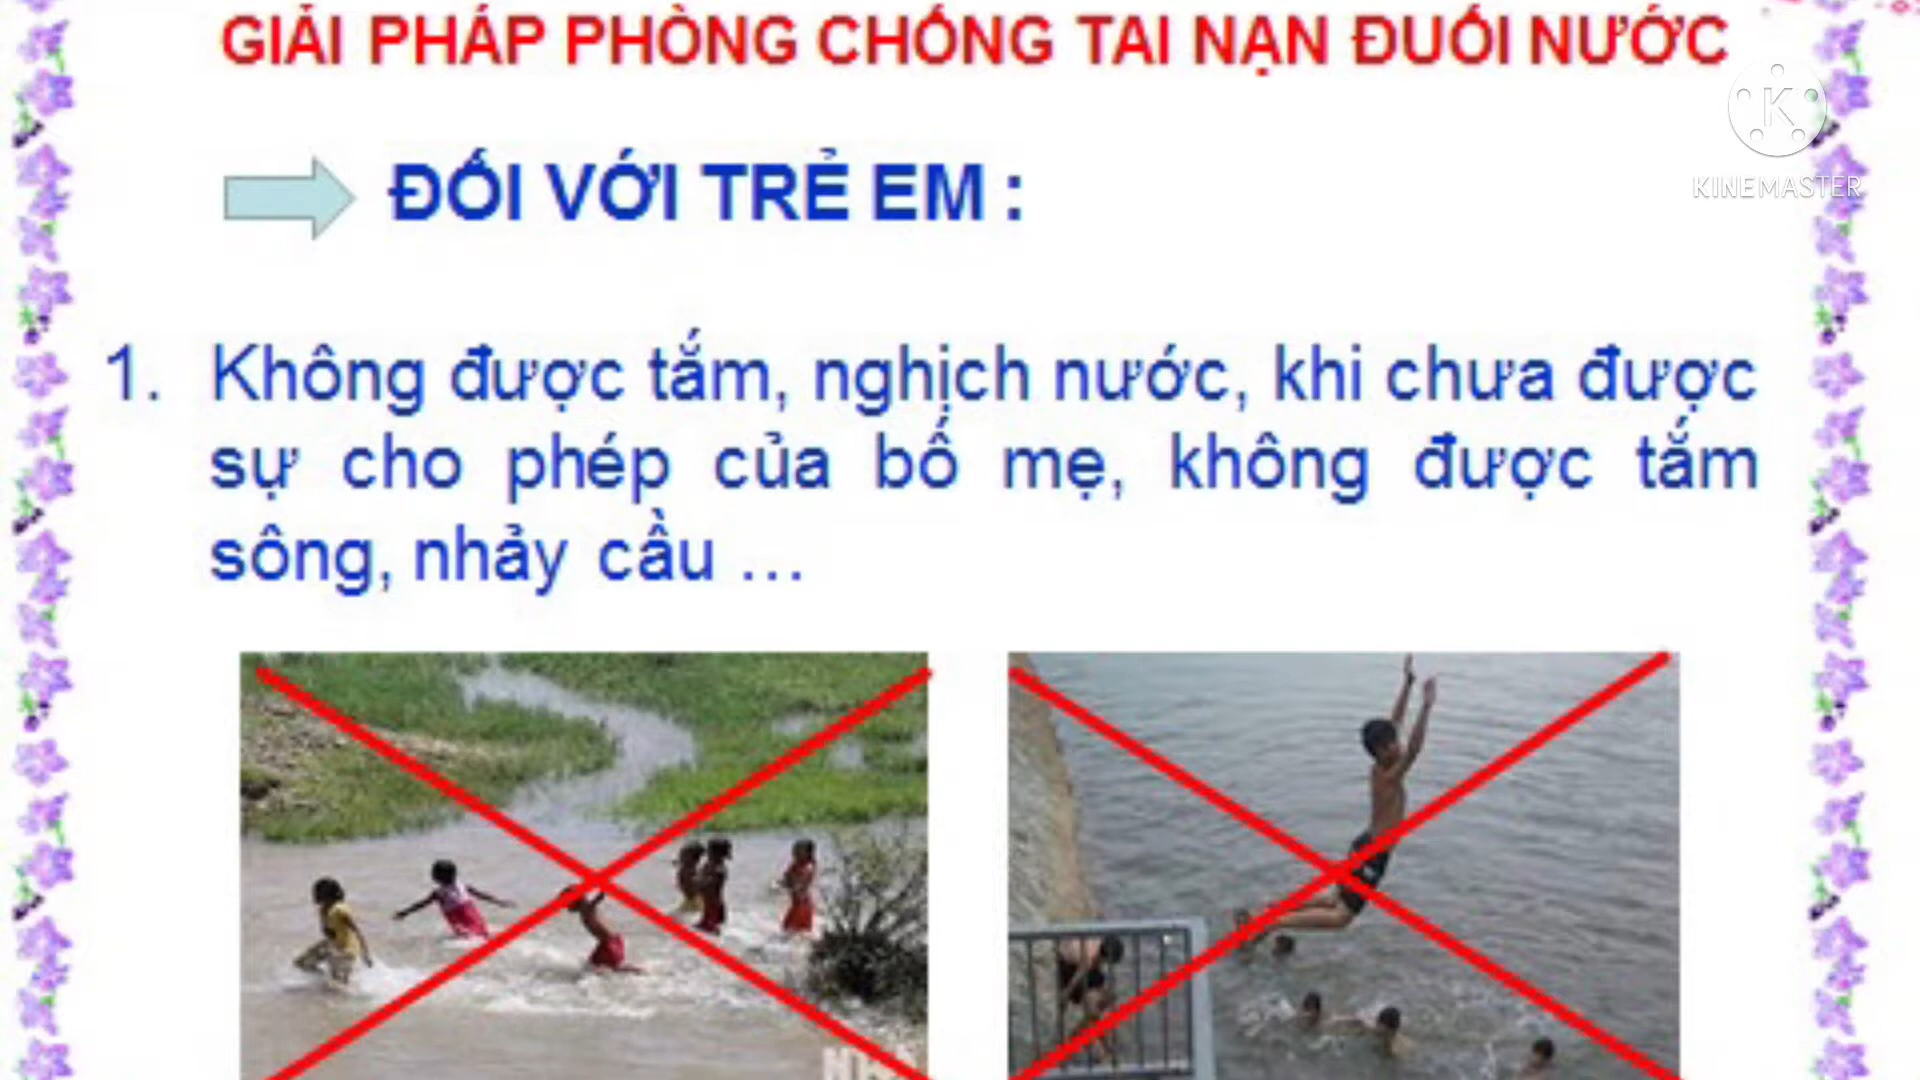 GIẢI PHÁP PHÒNG CHỐNG TAI NẠN ĐUỐI NƯỚC
KINEMASTER
ĐỐI VỚI TRẺ EM :
1. Không được tắm, nghịch nước, khi chưa được
sự cho phép của bố mẹ, không được tắm
sông, nhảy cầu ...